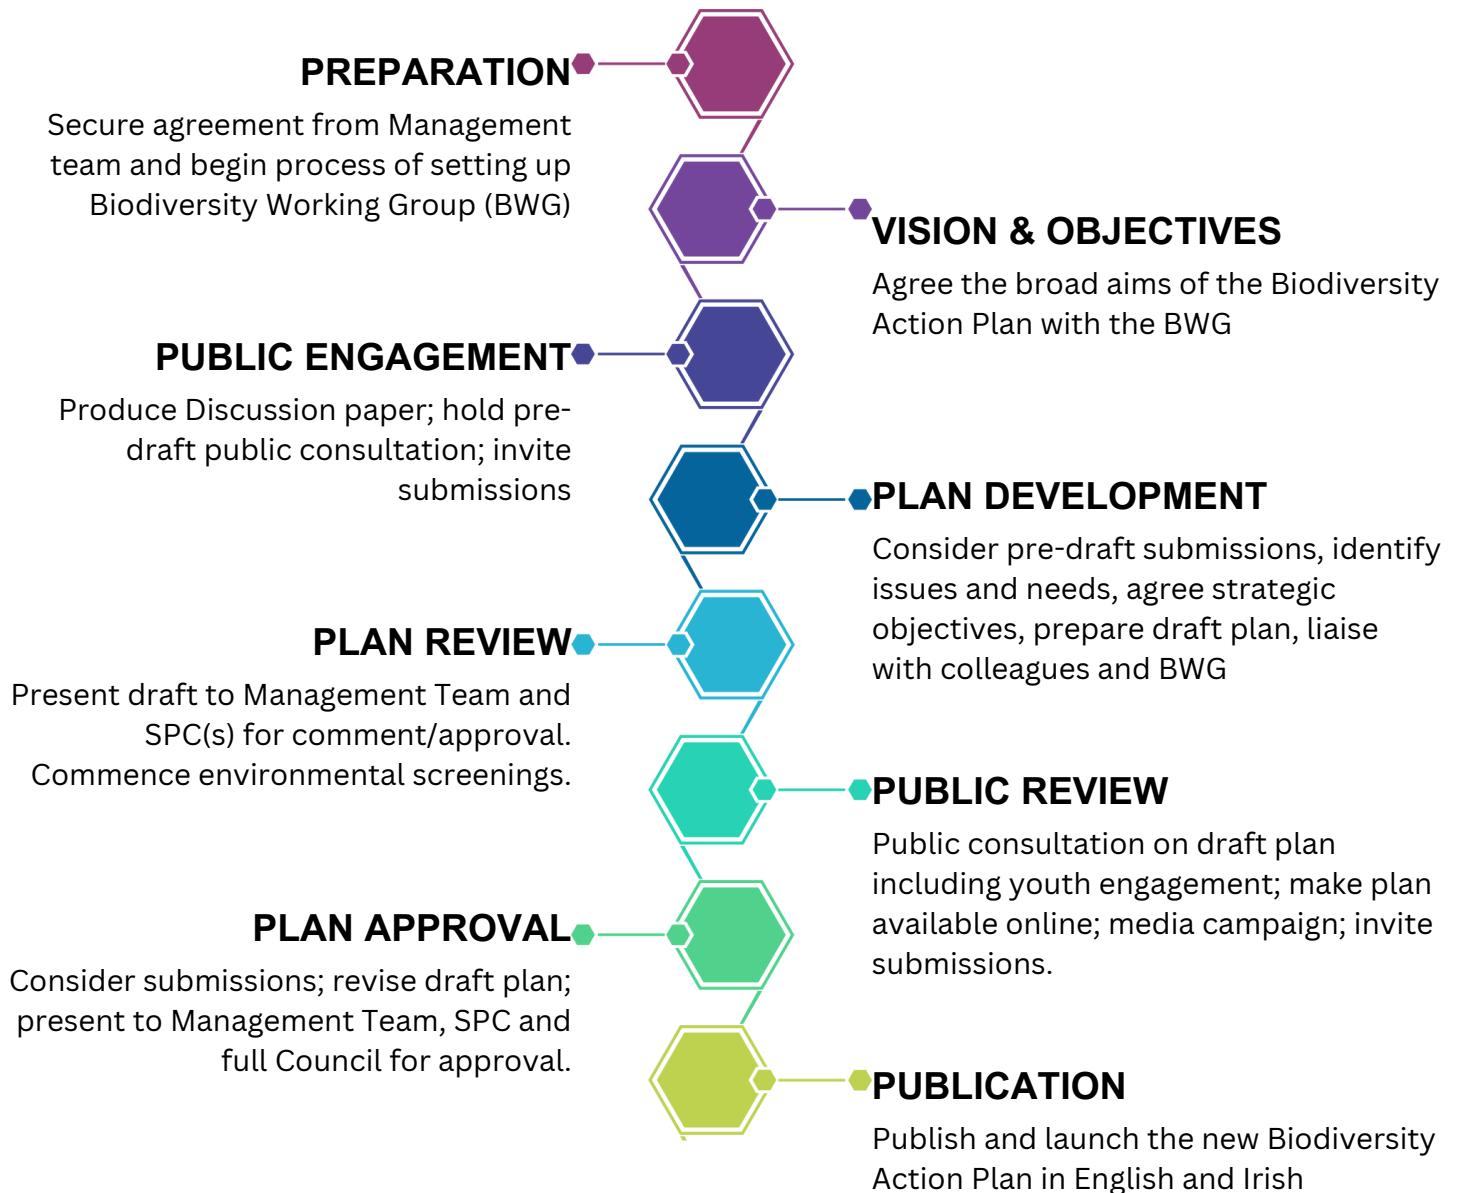 PREPARATION
Secure agreement from Management
team and begin process of setting up
Biodiversity Working Group (BWG)
VISION & OBJECTIVES
Agree the broad aims of the Biodiversity
Action Plan with the BWG
PUBLIC ENGAGEMENT
Produce Discussion paper; hold pre-
draft public consultation; invite
submissions
PLAN DEVELOPMENT
Consider pre-draft submissions, identify
issues and needs, agree strategic
objectives, prepare draft plan, liaise
with colleagues and BWG
PLAN REVIEW
Present draft to Management Team and
SPC(s) for comment/approval.
Commence environmental screenings.
PUBLIC REVIEW
Public consultation on draft plan
including youth engagement; make plan
available online; media campaign; invite
submissions.
PLAN APPROVAL
Consider submissions; revise draft plan;
present to Management Team, SPC and
full Council for approval.
PUBLICATION
Publish and launch the new Biodiversity
Action Plan in English and Irish